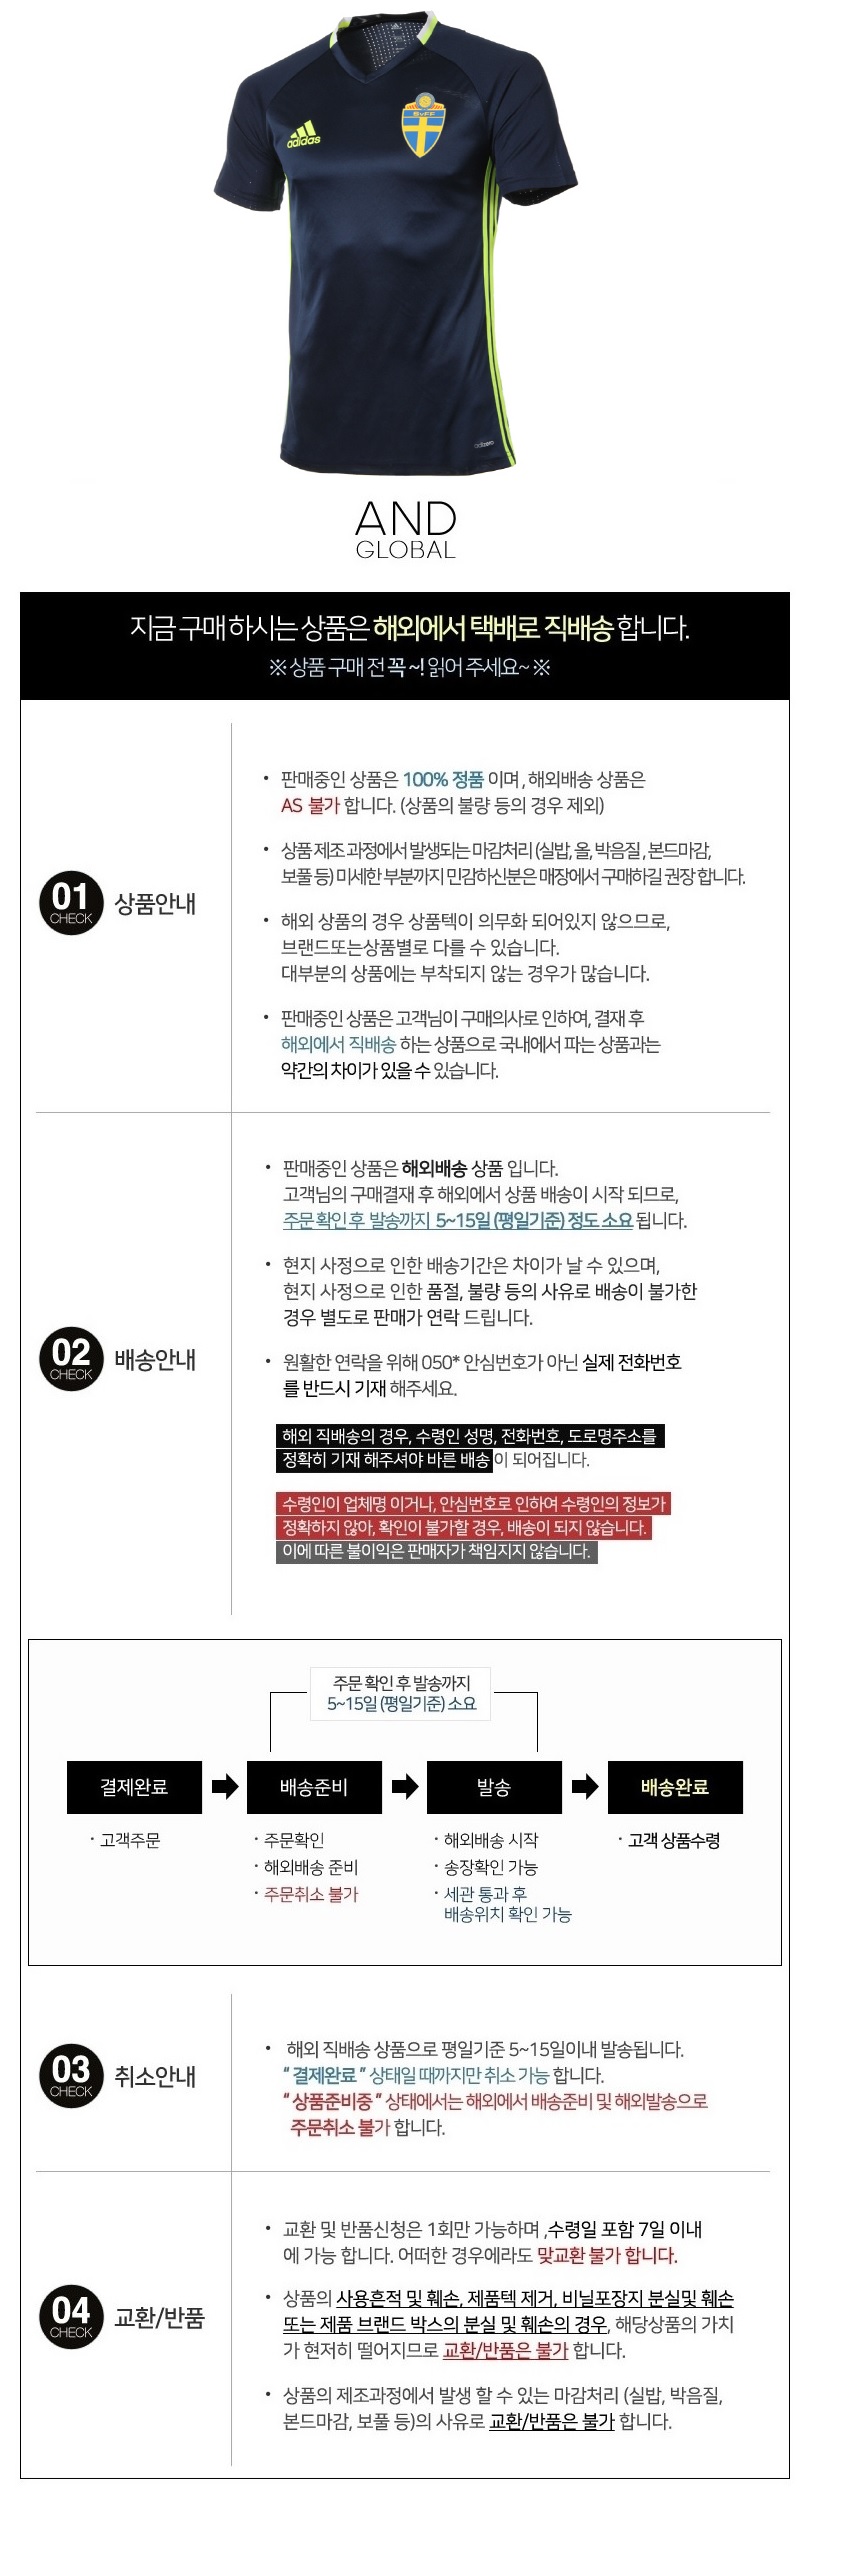 adidas
SvFF
adizero
AND
GLOBAL
지금 구매 하시는 상품은 해외에서 택배로 직배송 합니다.
※ 상품 구매 전 꼭 ~! 읽어 주세요~ ※
01
CHECK
상품안내
• 판매중인 상품은 100% 정품 이며 , 해외배송 상품은
AS 불가 합니다. (상품의 불량 등의 경우 제외)
• 상품 제조 과정에서 발생되는 마감처리 (실밥, 올, 박음질 , 본드마감,
보풀 등) 미세한 부분까지 민감하신분은 매장에서 구매하길 권장 합니다.
• 해외 상품의 경우 상품텍이 의무화 되어있지 않으므로,
브랜드또는상품별로 다를 수 있습니다.
대부분의 상품에는 부착되지 않는 경우가 많습니다.
• 판매중인 상품은 고객님이 구매의사로 인하여, 결재 후
해외에서 직배송 하는 상품으로 국내에서 파는 상품과는
약간의 차이가 있을 수 있습니다.
02
CHECK
배송안내
• 판매중인 상품은 해외배송 상품 입니다.
고객님의 구매결재 후 해외에서 상품 배송이 시작 되므로,
주문 확인 후 발송까지 5~15일 (평일기준) 정도 소요 됩니다.
• 현지 사정으로 인한 배송기간은 차이가 날 수 있으며,
현지 사정으로 인한 품절, 불량 등의 사유로 배송이 불가한
경우 별도로 판매가 연락 드립니다.
• 원활한 연락을 위해 050* 안심번호가 아닌 실제 전화번호
를 반드시 기재 해주세요.
해외 직배송의 경우, 수령인 성명, 전화번호, 도로명주소를
정확히 기재 해주셔야 바른 배송이 되어집니다.
수령인이 업체명 이거나, 안심번호로 인하여 수령인의 정보가
정확하지 않아, 확인이 불가할 경우, 배송이 되지 않습니다.
이에 따른 불이익은 판매자가 책임지지 않습니다.
주문 확인 후 발송까지
5~15일 (평일기준) 소요
결제완료
배송준비
발송
배송완료
· 고객주문
· 주문확인
· 해외배송 준비
· 주문취소 불가
· 해외배송 시작
· 송장확인 가능
· 세관 통과 후
배송위치 확인 가능
· 고객 상품수령
03
CHECK
취소안내
• 해외 직배송 상품으로 평일기준 5~15일이내 발송됩니다.
“ 결제완료 ” 상태일 때까지만 취소 가능 합니다.
“ 상품준비중 ” 상태에서는 해외에서 배송준비 및 해외발송으로
주문취소 불가 합니다.
04
CHECK
교환/반품
• 교환 및 반품신청은 1회만 가능하며 ,수령일 포함 7일 이내
에 가능 합니다. 어떠한 경우에라도 맞교환 불가 합니다.
• 상품의 사용흔적 및 훼손, 제품텍 제거, 비닐포장지 분실및 훼손
또는 제품 브랜드 박스의 분실 및 훼손의 경우, 해당상품의 가치
가 현저히 떨어지므로 교환/반품은 불가 합니다.
• 상품의 제조과정에서 발생 할 수 있는 마감처리 (실밥, 박음질,
본드마감, 보풀 등)의 사유로 교환/반품은 불가 합니다.